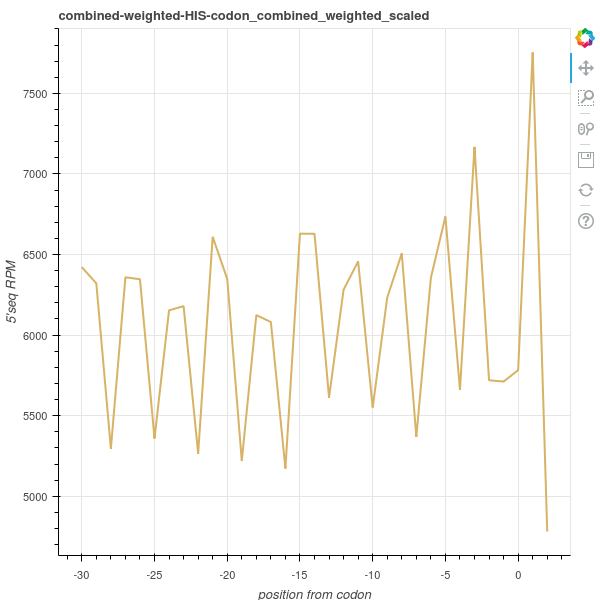 combined-weighted-HIS-codon_combined_weighted_scaled
7500
7000
6500
6000
5500
5000
5'seq RPM
-30 -25 -20 -15 -10 -5 0
position from codon